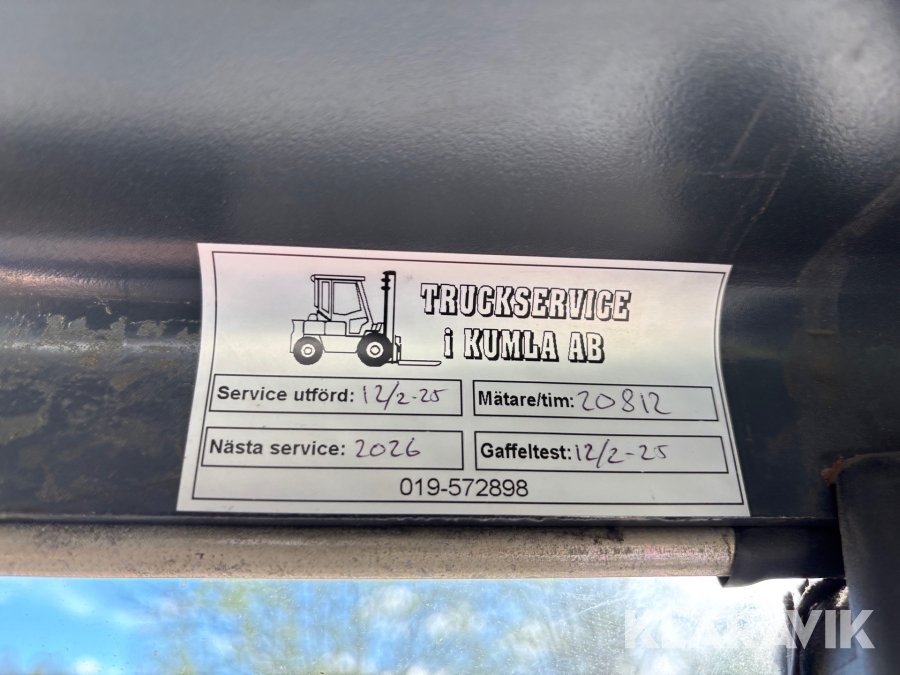 TRUCKSERVICE
i KUMLA AB
Service utförd: 12/2-25
Mätare/tim: 20812
Nästa service: 2026
Gaffeltest: 12/2-25
019-572898
KLARAVIK